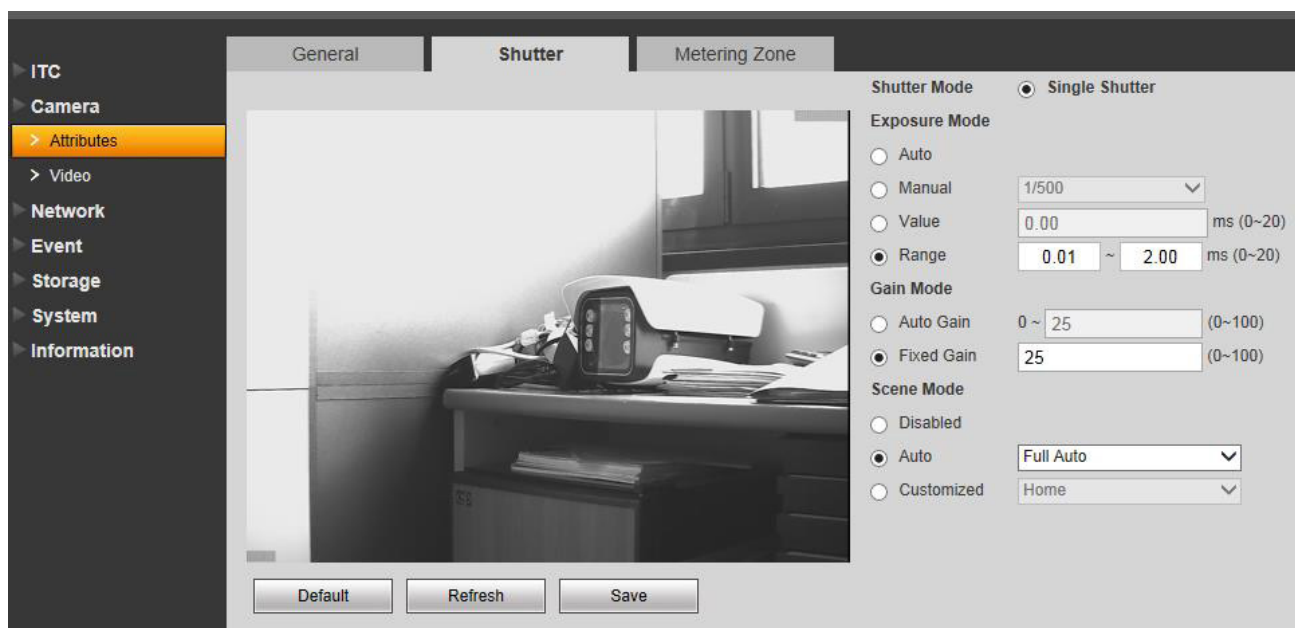 General Shutter Metering Zone
ITC
Camera
> Attributes
> Video
Network
Event
Storage
System
Information
Shutter Mode Single Shutter
Exposure Mode
Auto
Manual 1/500
Value 0.00 ms (0~20)
Range 0.01 ~ 2.00 ms (0~20)
Gain Mode
Auto Gain 0 ~ 25 (0~100)
Fixed Gain 25 (0~100)
Scene Mode
Disabled
Auto Full Auto
Customized Home
Default Refresh Save